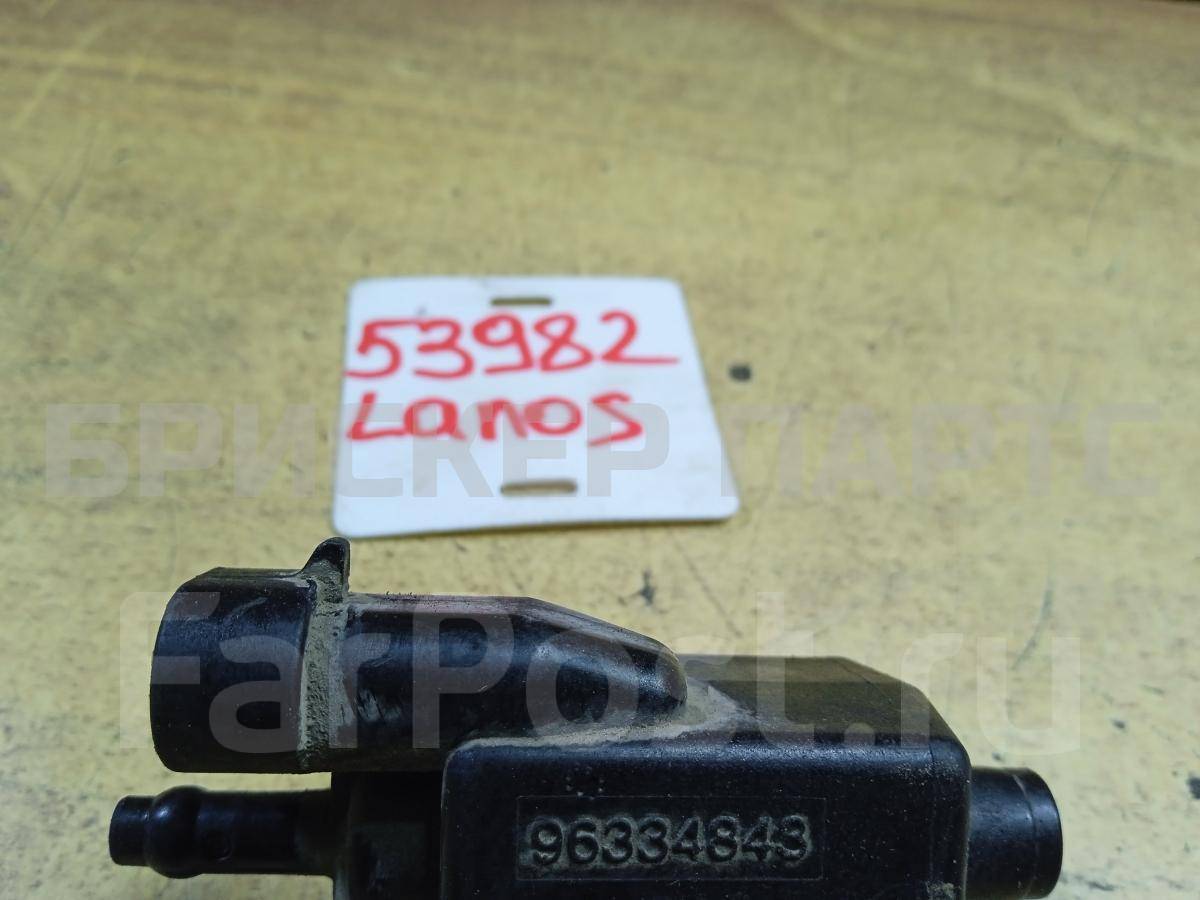 53982
Lanos
БРИСКЕР ПАРТС
FarPost.ru
96334843